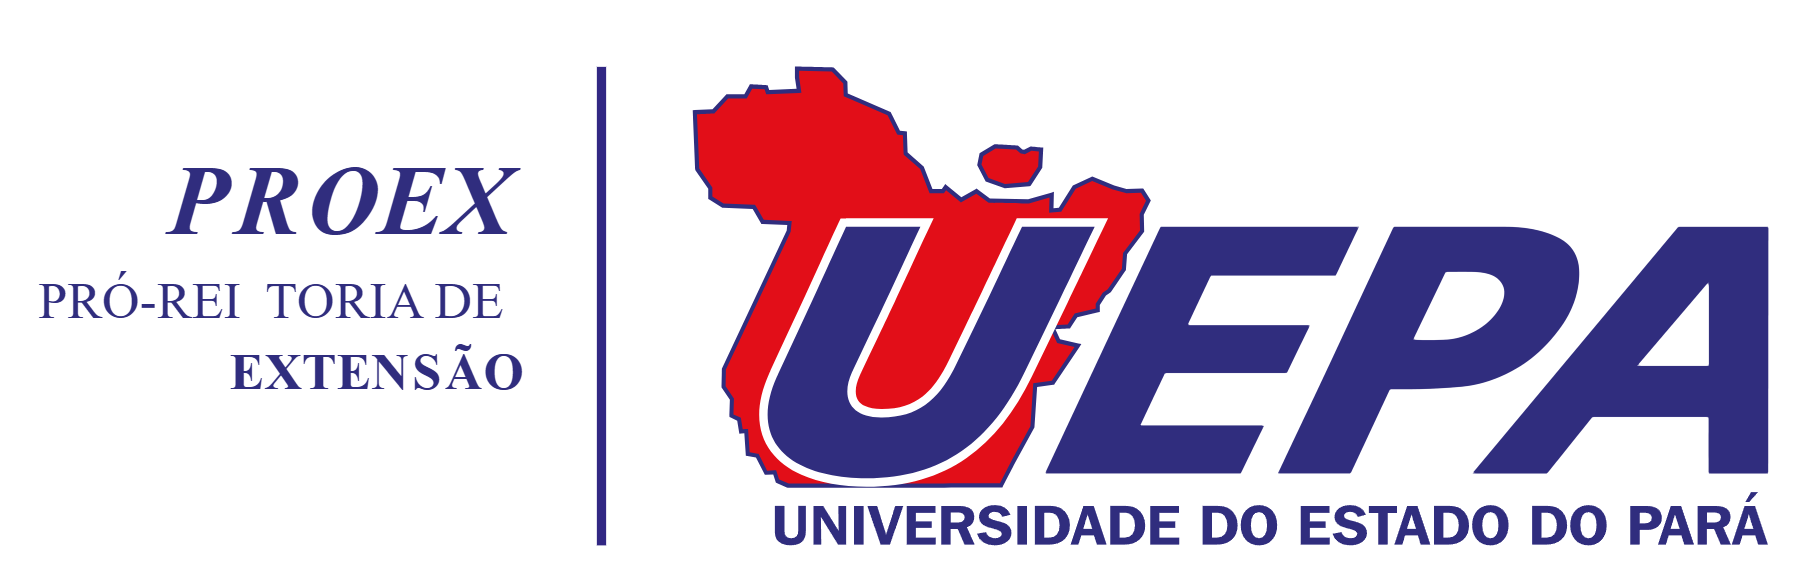 PROEX
PRÓ-REI TORIA DE
EXTENSÃO
UEPA
UNIVERSIDADE DO ESTADO DO PARÁ